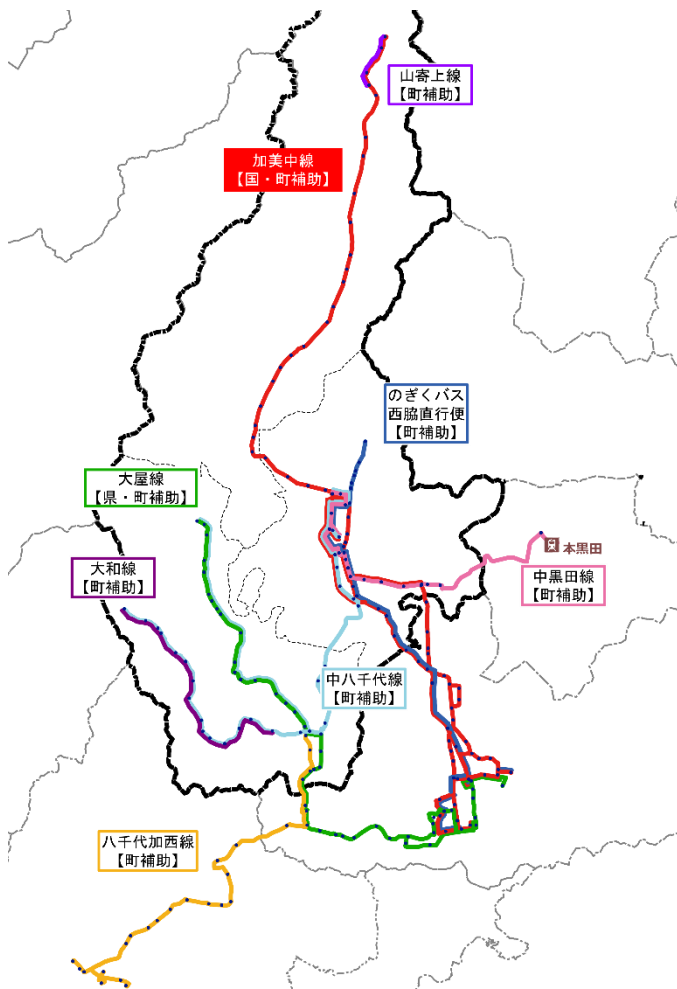 山寄上線
【町補助】
加美中線
【国・町補助】
のぎくバス
西脇直行便
【町補助】
大屋線
【県・町補助】
本黒田
大和線
【町補助】
中黒田線
【町補助】
中八千代線
【町補助】
八千代加西線
【町補助】